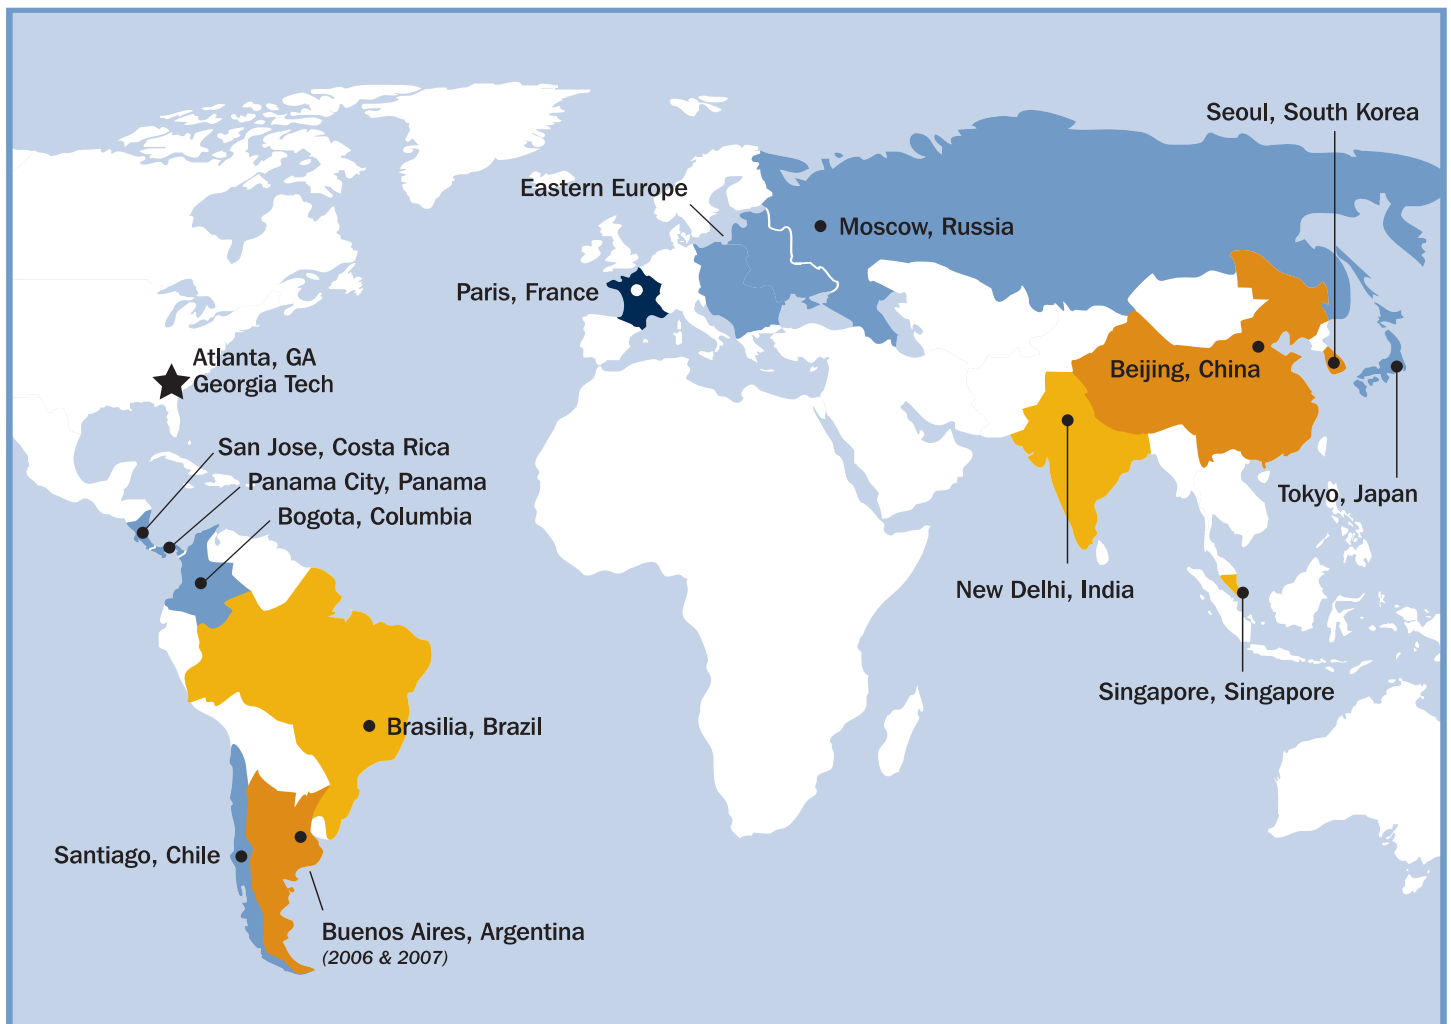 Seoul, South Korea
Eastern Europe
Moscow, Russia
Paris, France
Atlanta, GA
Georgia Tech
Beijing, China
San Jose, Costa Rica
Panama City, Panama
Bogota, Columbia
Tokyo, Japan
New Delhi, India
Singapore, Singapore
Brasilia, Brazil
Santiago, Chile
Buenos Aires, Argentina
(2006 & 2007)